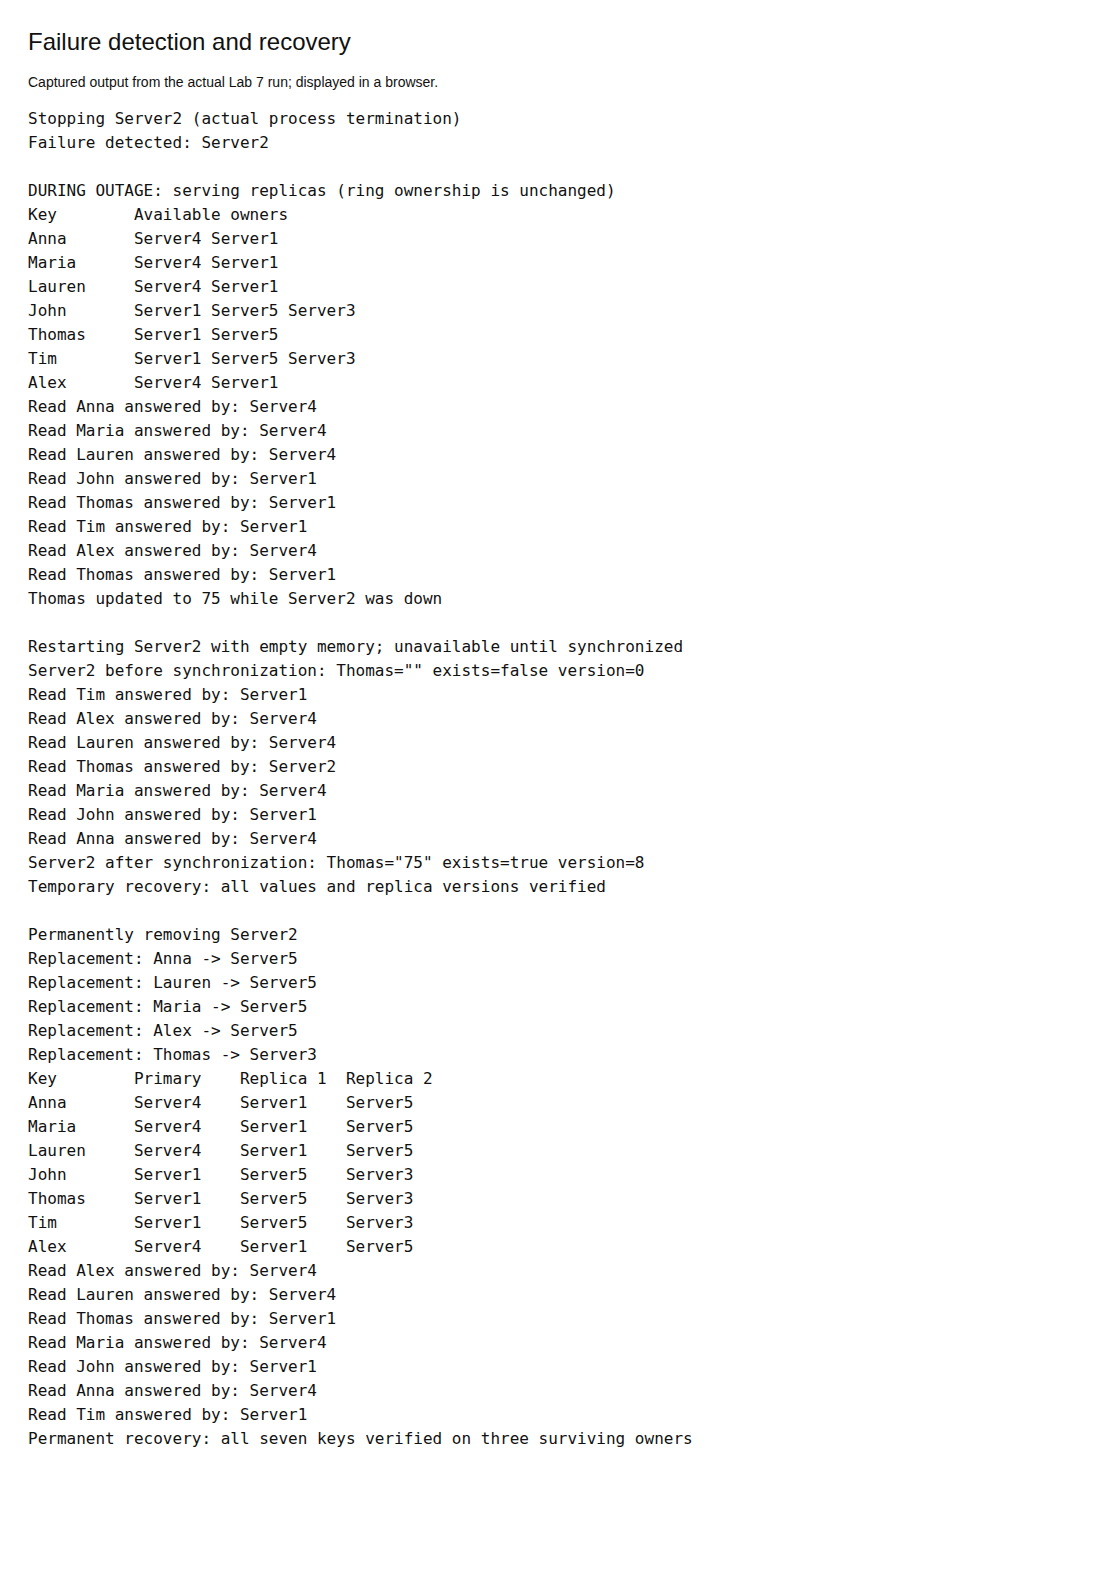 Failure detection and recovery
Captured output from the actual Lab 7 run; displayed in a browser.
Stopping Server2 (actual process termination)
Failure detected: Server2
DURING OUTAGE: serving replicas (ring ownership is unchanged)
Key        Available owners
Anna       Server4 Server1
Maria      Server4 Server1
Lauren     Server4 Server1
John       Server1 Server5 Server3
Thomas     Server1 Server5
Tim        Server1 Server5 Server3
Alex       Server4 Server1
Read Anna answered by: Server4
Read Maria answered by: Server4
Read Lauren answered by: Server4
Read John answered by: Server1
Read Thomas answered by: Server1
Read Tim answered by: Server1
Read Alex answered by: Server4
Read Thomas answered by: Server1
Thomas updated to 75 while Server2 was down
Restarting Server2 with empty memory; unavailable until synchronized
Server2 before synchronization: Thomas="" exists=false version=0
Read Tim answered by: Server1
Read Alex answered by: Server4
Read Lauren answered by: Server4
Read Thomas answered by: Server2
Read Maria answered by: Server4
Read John answered by: Server1
Read Anna answered by: Server4
Server2 after synchronization: Thomas="75" exists=true version=8
Temporary recovery: all values and replica versions verified
Permanently removing Server2
Replacement: Anna -> Server5
Replacement: Lauren -> Server5
Replacement: Maria -> Server5
Replacement: Alex -> Server5
Replacement: Thomas -> Server3
Key        Primary    Replica 1  Replica 2
Anna       Server4    Server1    Server5
Maria      Server4    Server1    Server5
Lauren     Server4    Server1    Server5
John       Server1    Server5    Server3
Thomas     Server1    Server5    Server3
Tim        Server1    Server5    Server3
Alex       Server4    Server1    Server5
Read Alex answered by: Server4
Read Lauren answered by: Server4
Read Thomas answered by: Server1
Read Maria answered by: Server4
Read John answered by: Server1
Read Anna answered by: Server4
Read Tim answered by: Server1
Permanent recovery: all seven keys verified on three surviving owners